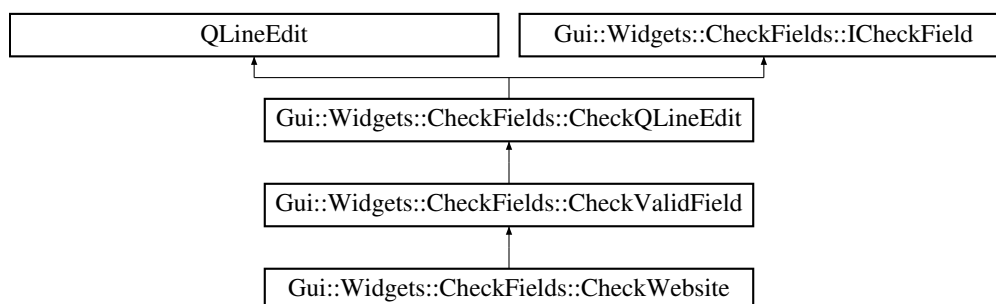 QLineEdit
Gui::Widgets::CheckFields::ICheckField
Gui::Widgets::CheckFields::CheckQLineEdit
Gui::Widgets::CheckFields::CheckValidField
Gui::Widgets::CheckFields::CheckWebsite